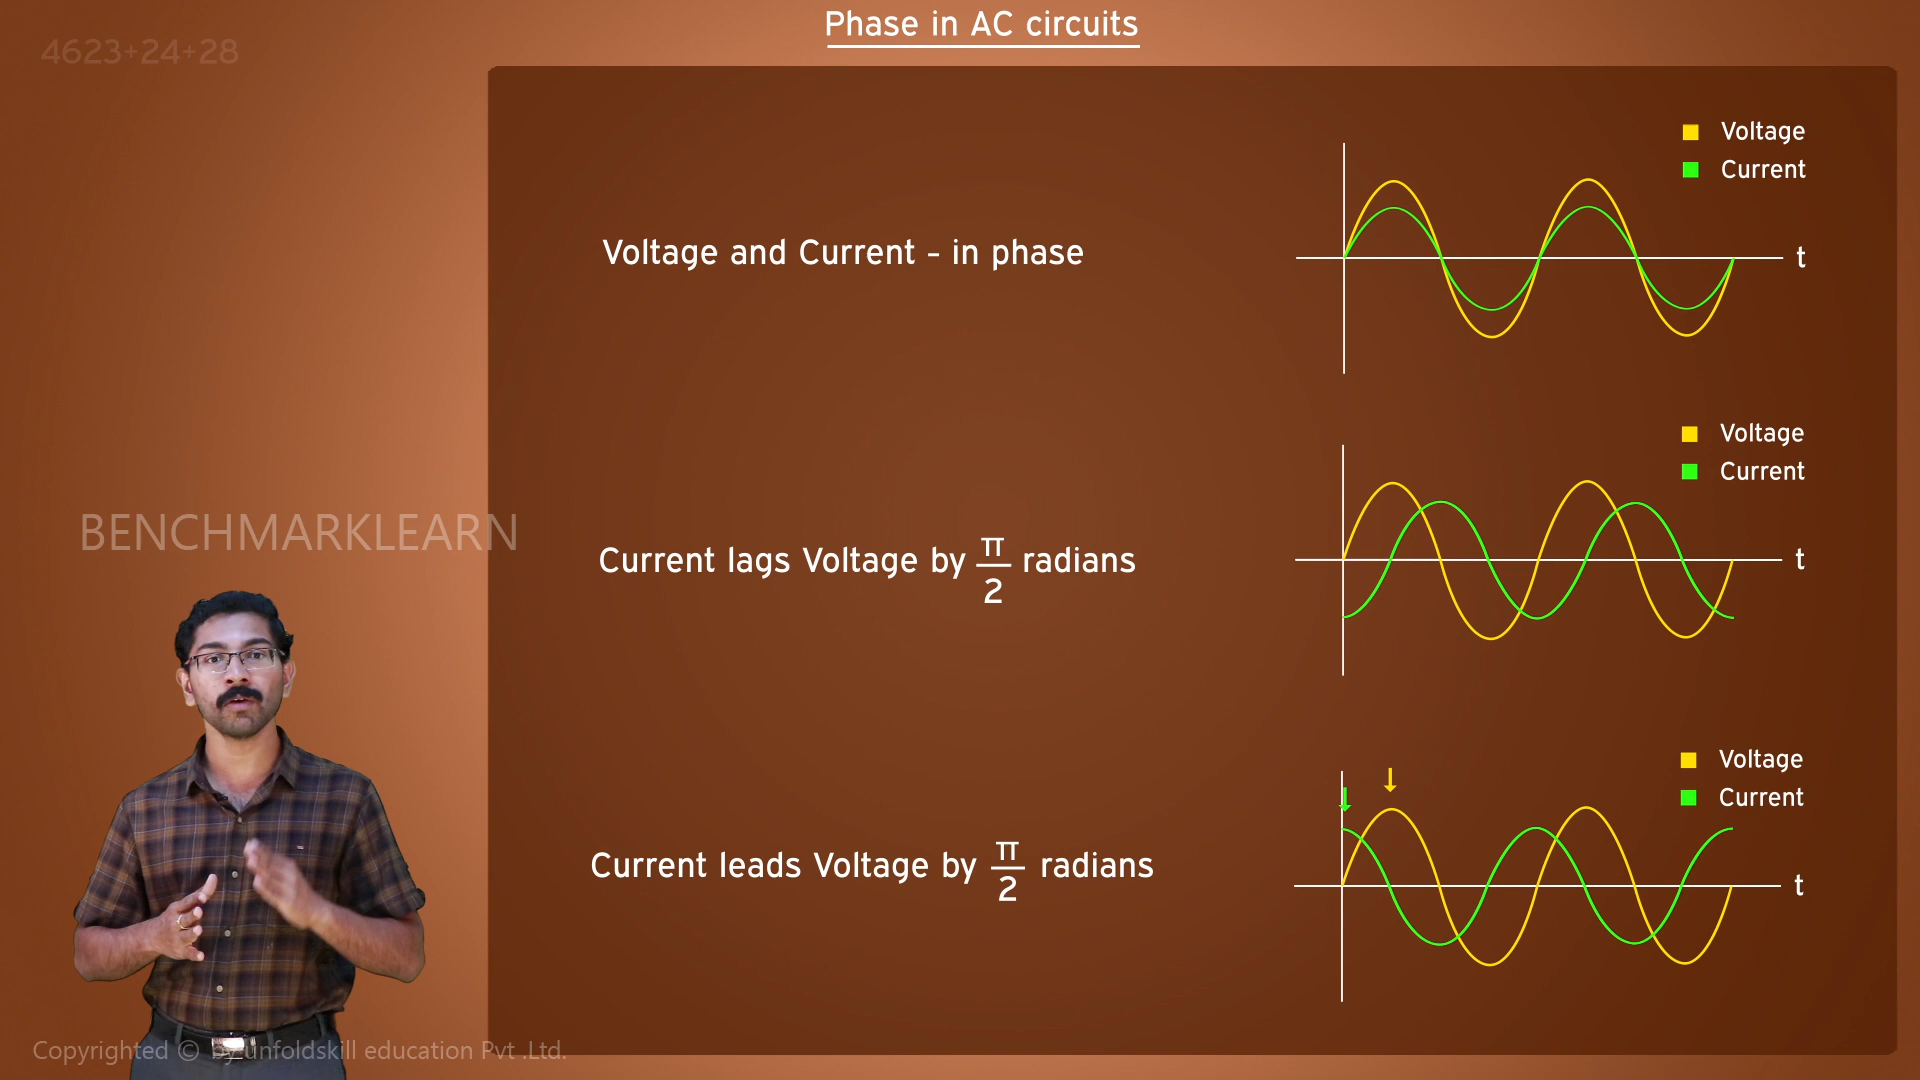 Phase in AC circuits
4623+24+28
Voltage
Current
Voltage and Current - in phase
t
Voltage
Current
BENCHMARKLEARN
Current lags Voltage by π/2 radians
t
Voltage
Current
Current leads Voltage by π/2 radians
t
Copyrighted © by unfoldskill education Pvt .Ltd.